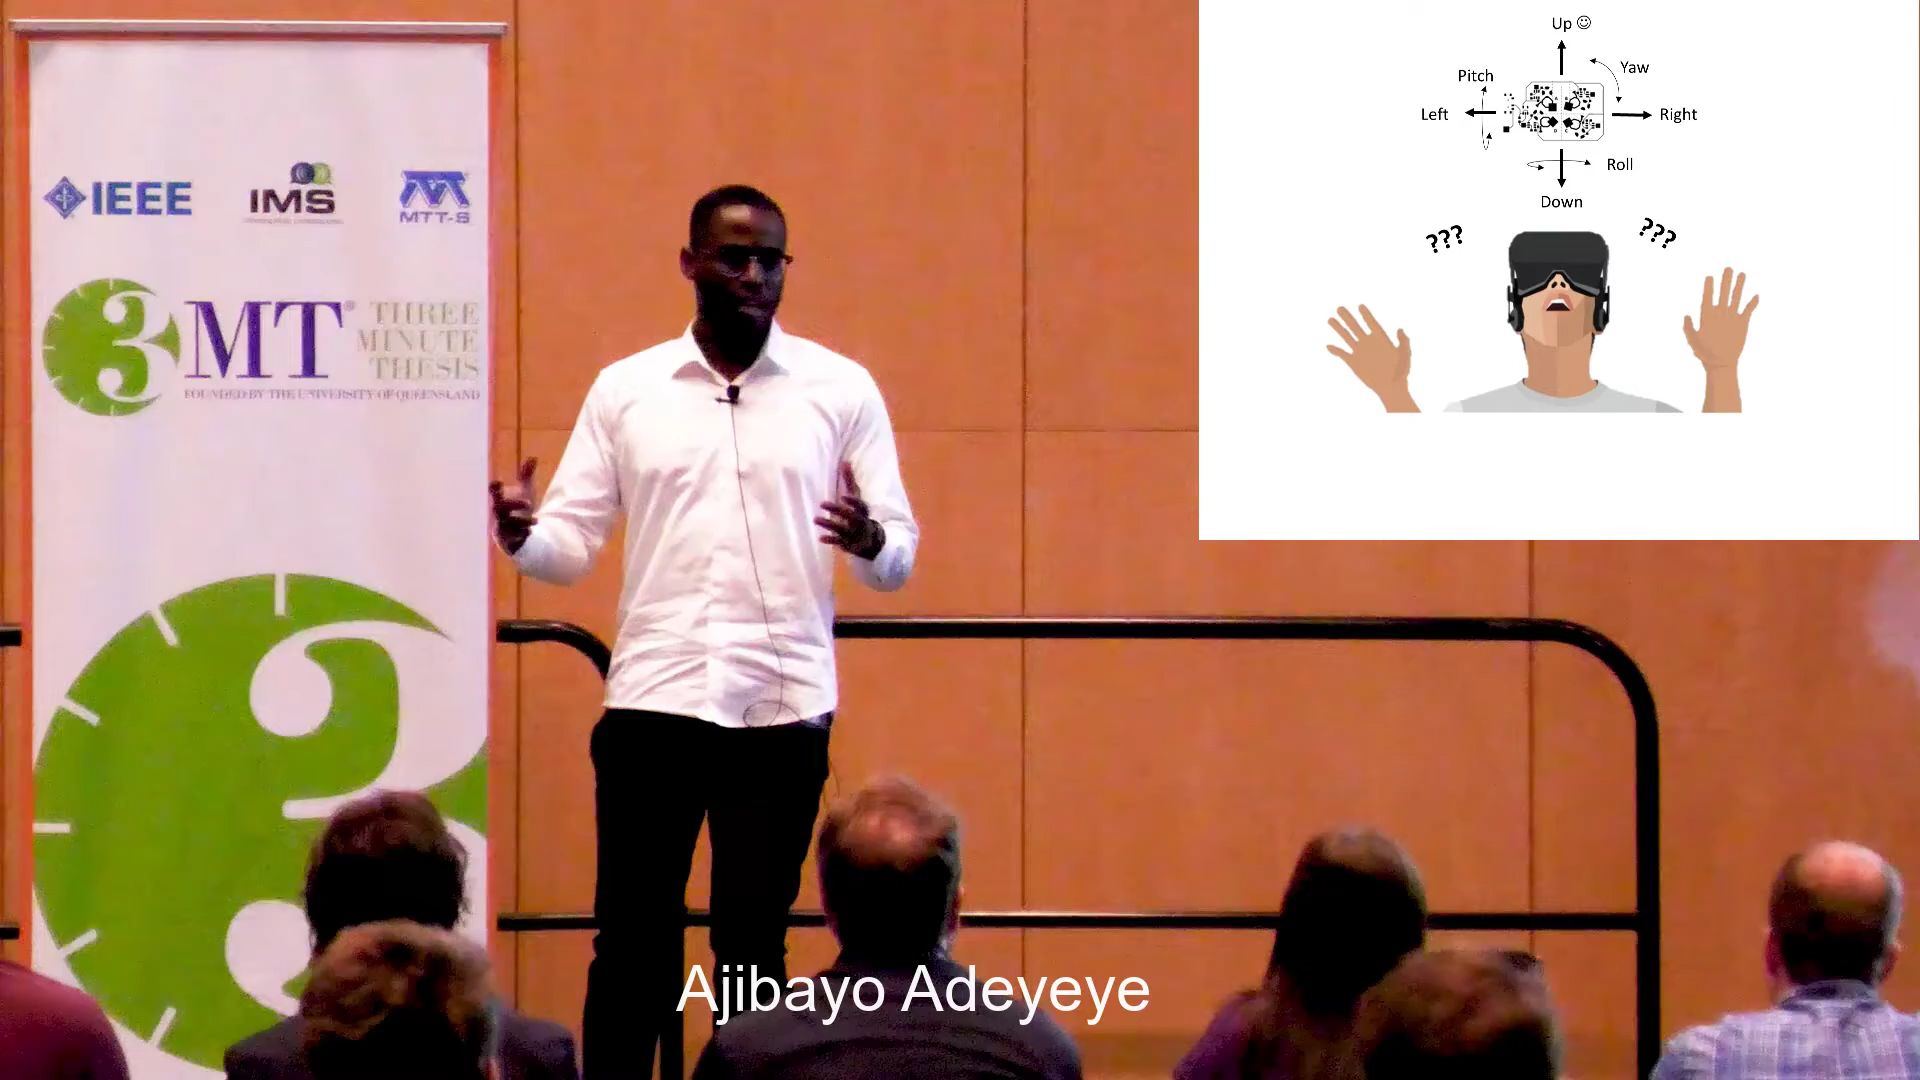 IEEE
IMS
MTT-S
3MT® THREE
MINUTE
THESIS
FOUNDED BY THE UNIVERSITY OF QUEENSLAND
Up ☺
Pitch
Yaw
Left
Right
Roll
Down
???
???
Ajibayo Adeyeye